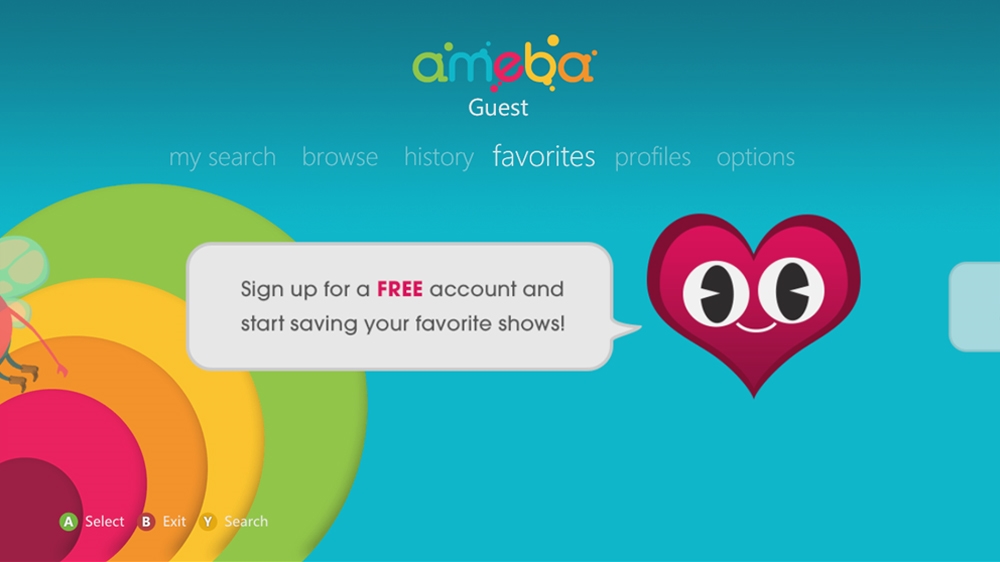 ameba
Guest
my search browse history favorites profiles options
Sign up for a FREE account and
start saving your favorite shows!
A Select B Exit Y Search